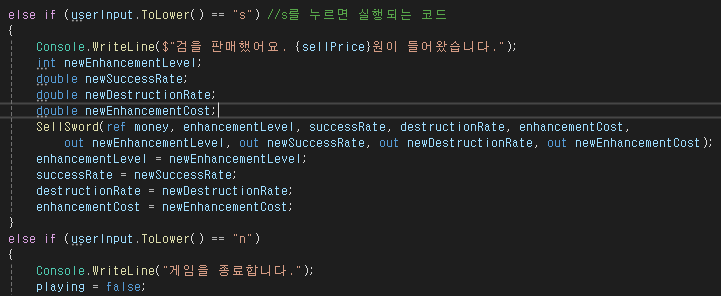 else if (userInput.ToLower() == "s") //s를 누르면 실행되는 코드
{
Console.WriteLine($"검을 판매했어요. {sellPrice}원이 들어왔습니다.");
int newEnhancementLevel;
double newSuccessRate;
double newDestructionRate;
double newEnhancementCost;
SellSword(ref money, enhancementLevel, successRate, destructionRate, enhancementCost,
out newEnhancementLevel, out newSuccessRate, out newDestructionRate, out newEnhancementCost);
enhancementLevel = newEnhancementLevel;
successRate = newSuccessRate;
destructionRate = newDestructionRate;
enhancementCost = newEnhancementCost;
}
else if (userInput.ToLower() == "n")
{
Console.WriteLine("게임을 종료합니다.");
playing = false;